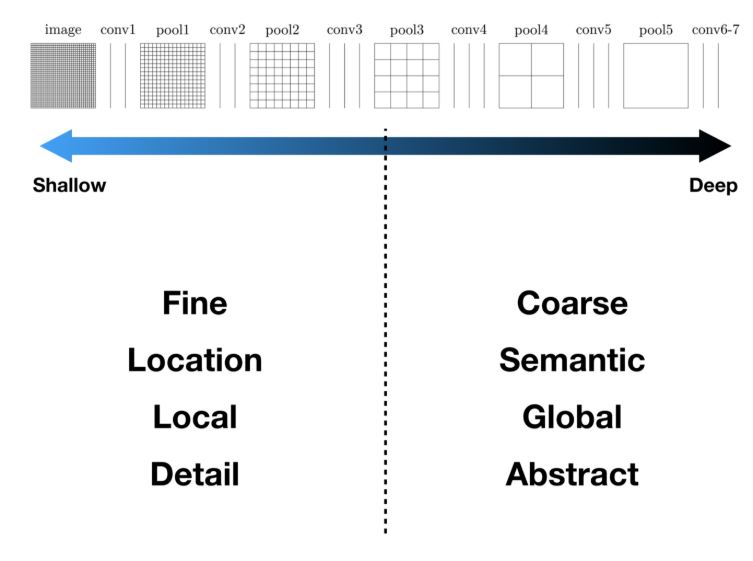 image conv1 pool1 conv2 pool2 conv3 pool3 conv4 pool4 conv5 pool5 conv6-7
Shallow Deep
Fine Coarse
Location Semantic
Local Global
Detail Abstract